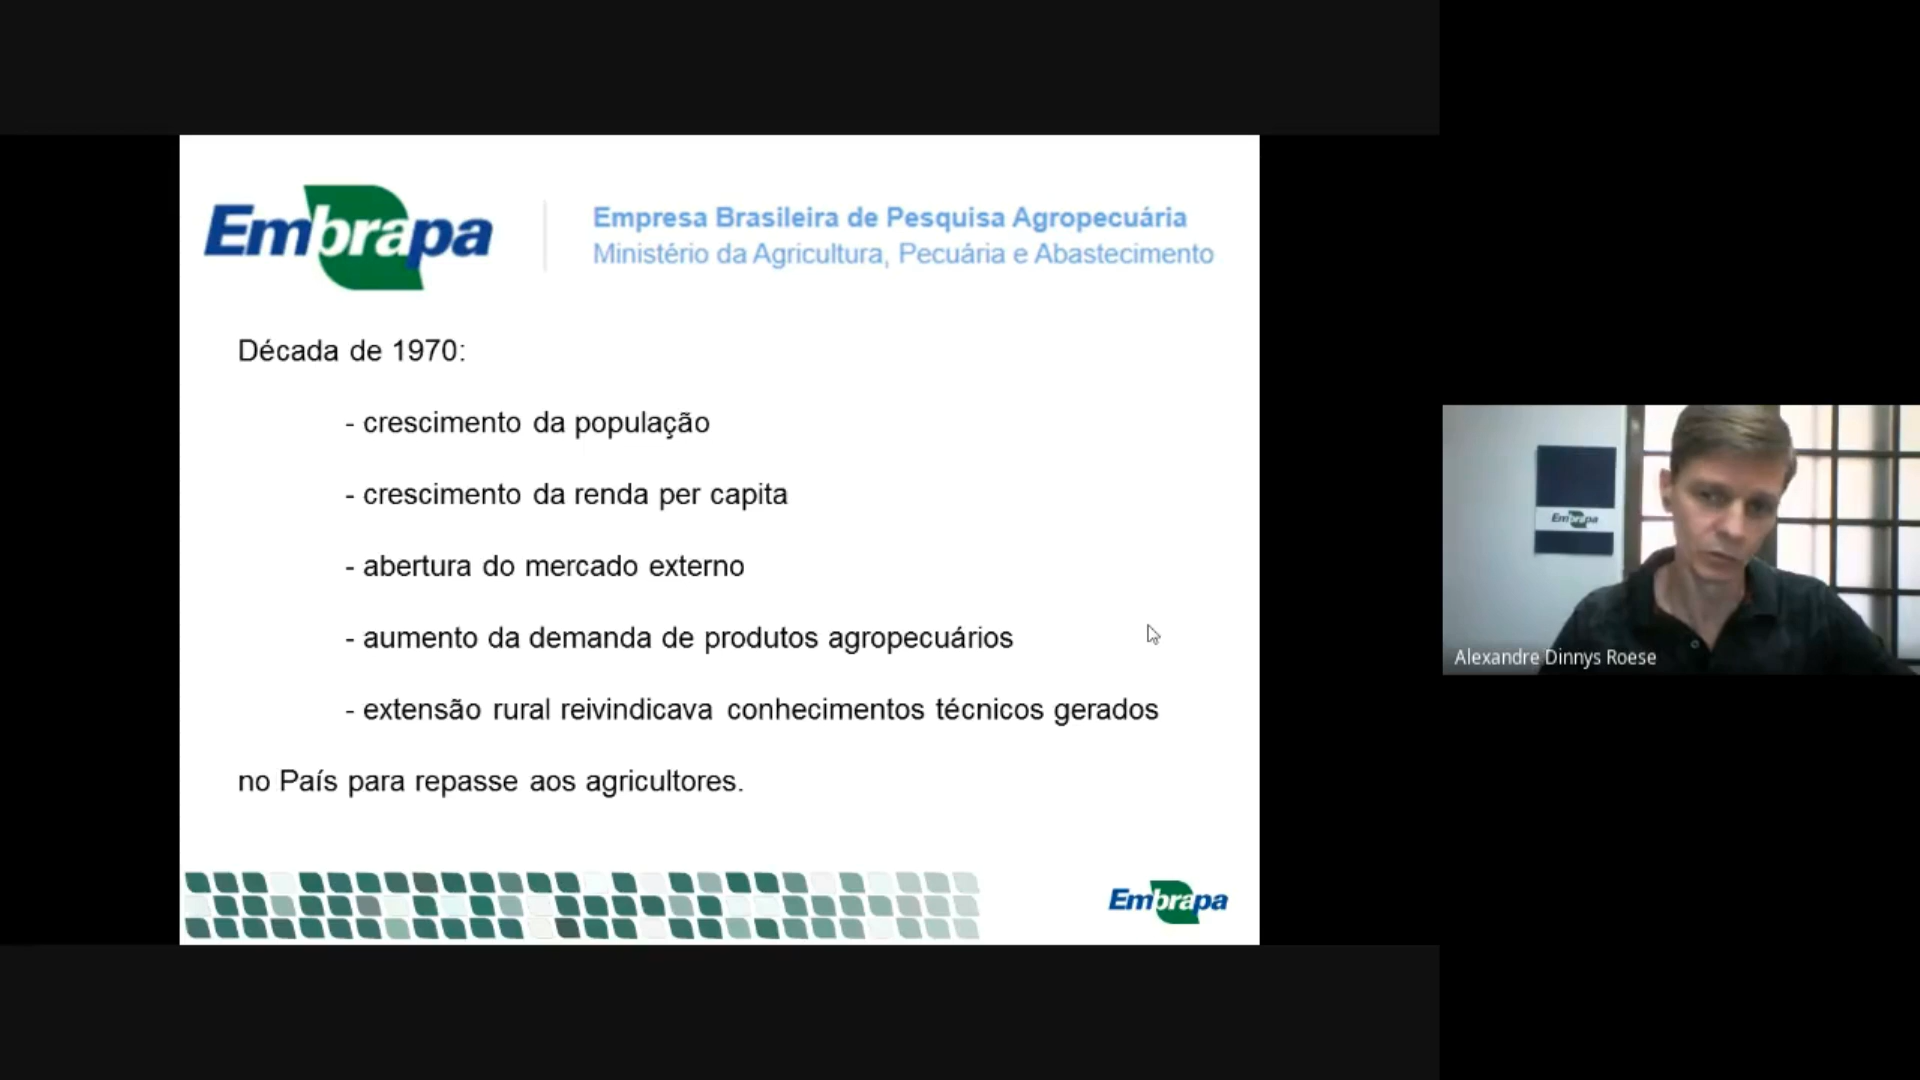 Embrapa
Empresa Brasileira de Pesquisa Agropecuária
Ministério da Agricultura, Pecuária e Abastecimento
Década de 1970:
- crescimento da população
- crescimento da renda per capita
- abertura do mercado externo
- aumento da demanda de produtos agropecuários
- extensão rural reivindicava conhecimentos técnicos gerados
no País para repasse aos agricultores.
Embrapa
Embrapa
Alexandre Dinnys Roese